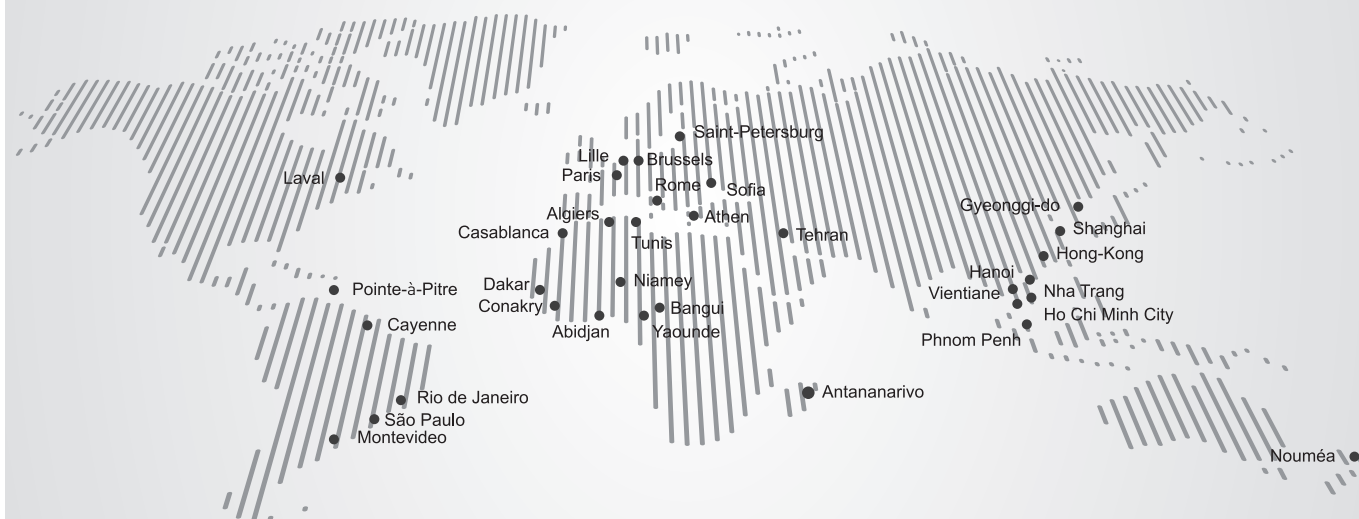 Saint-Petersburg
Lille
Brussels
Paris
Laval
Rome
Sofia
Gyeonggi-do
Algiers
Athen
Casablanca
Tunis
Tehran
Shanghai
Hong-Kong
Hanoi
Dakar
Niamey
Pointe-à-Pitre
Vientiane
Nha Trang
Conakry
Bangui
Ho Chi Minh City
Cayenne
Abidjan
Yaounde
Phnom Penh
Antananarivo
Rio de Janeiro
São Paulo
Montevideo
Nouméa